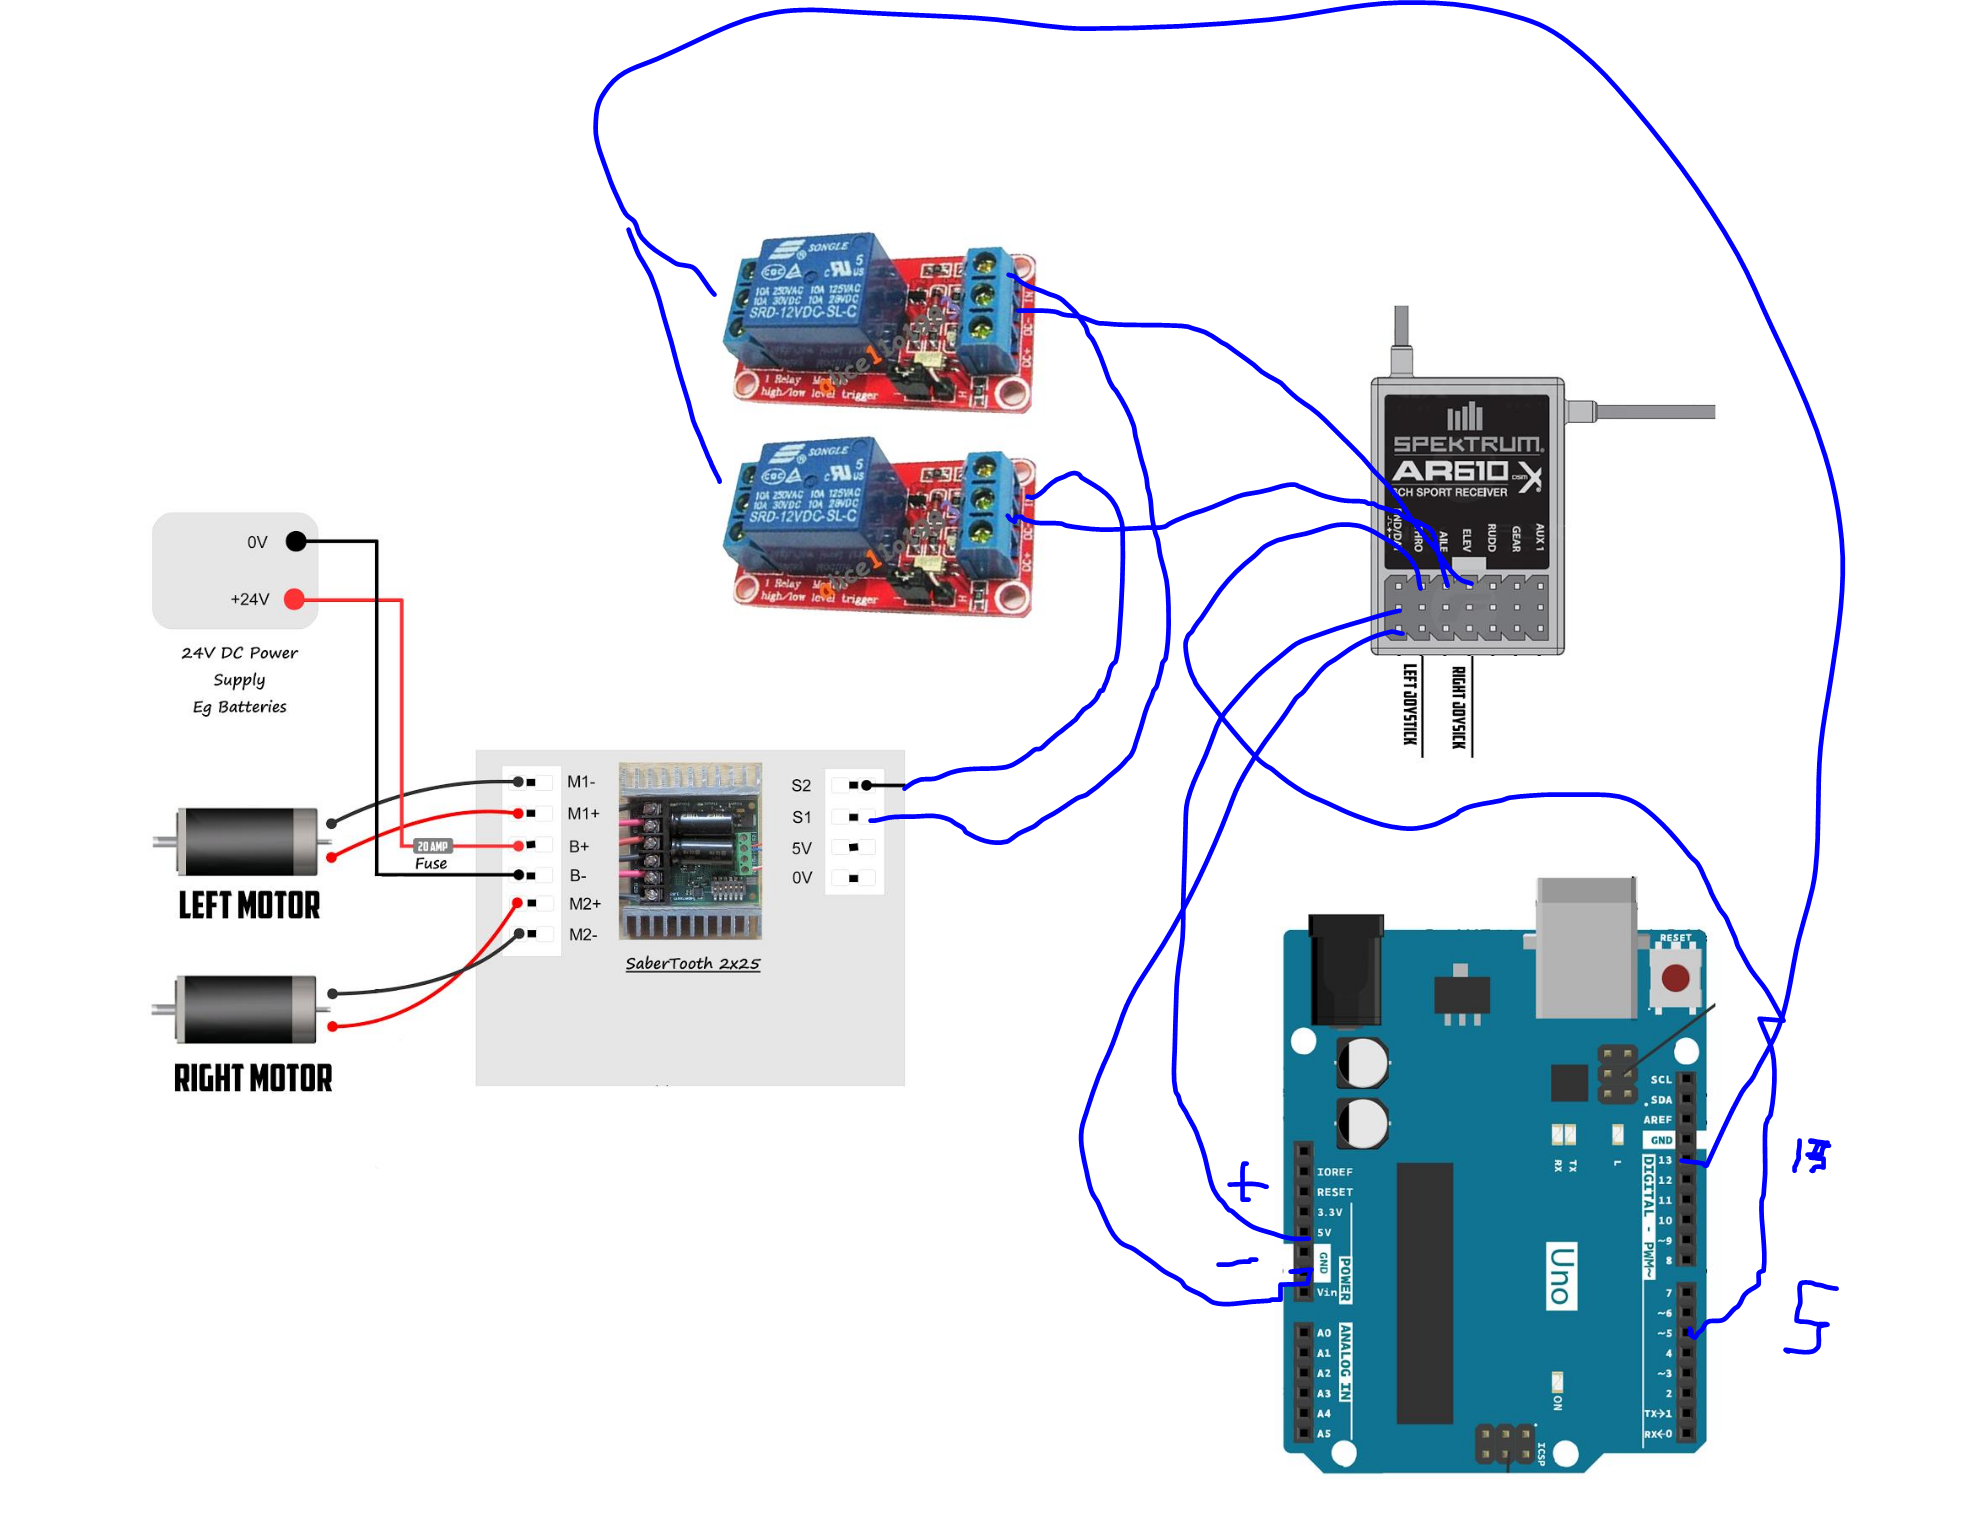 SONGLE
10A 250VAC 10A 125VAC
10A 30VDC 10A 28VDC
SRD-12VDC-SL-C
1 Relay Module
high/low level trigger
IN
DC-
DC+
SONGLE
10A 250VAC 10A 125VAC
10A 30VDC 10A 28VDC
SRD-12VDC-SL-C
1 Relay
high/low level trigger
DC+
SPEKTRUM
AR610
DSMX
6CH SPORT RECEIVER
THRO
AILE
ELEV
RUDD
GEAR
AUX 1
LEFT JOYSTICK
RIGHT JOYSICK
0V
+24V
24V DC Power
Supply
Eg Batteries
20 AMP
Fuse
LEFT MOTOR
RIGHT MOTOR
M1-
M1+
B+
B-
M2+
M2-
S2
S1
5V
0V
SaberTooth 2x25
RESET
SCL
SDA
AREF
GND
13
12
11
10
~9
8
7
~6
~5
4
~3
2
TX→1
RX←0
DIGITAL - PWM~
RX
TX
L
Uno
ON
ICSP
IOREF
RESET
3.3V
5V
GND
Vin
POWER
A0
A1
A2
A3
A4
A5
ANALOG IN
+
-
13
5